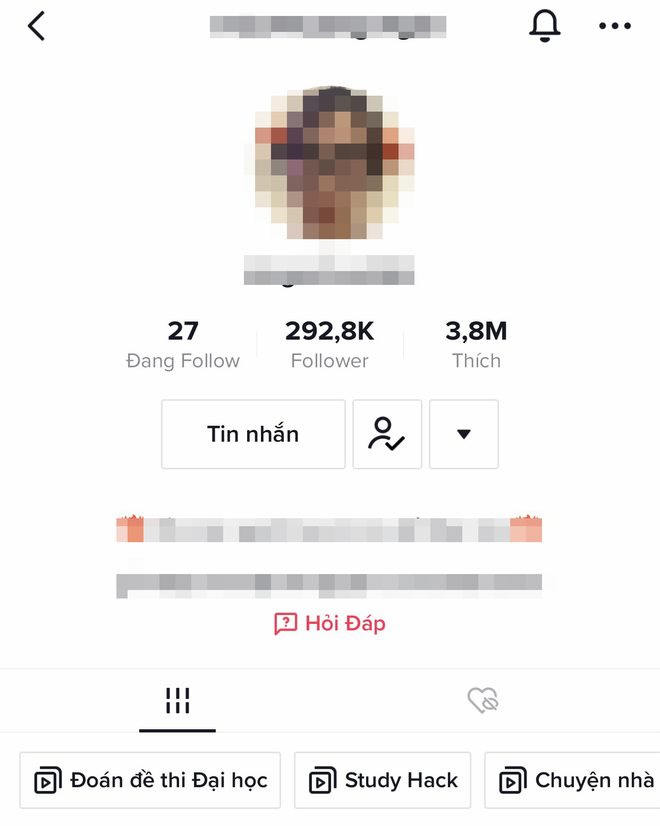 27 292,8K 3,8M
Đang Follow Follower Thích
Tin nhắn
Hỏi Đáp
Đoán đề thi Đại học Study Hack Chuyện nhà